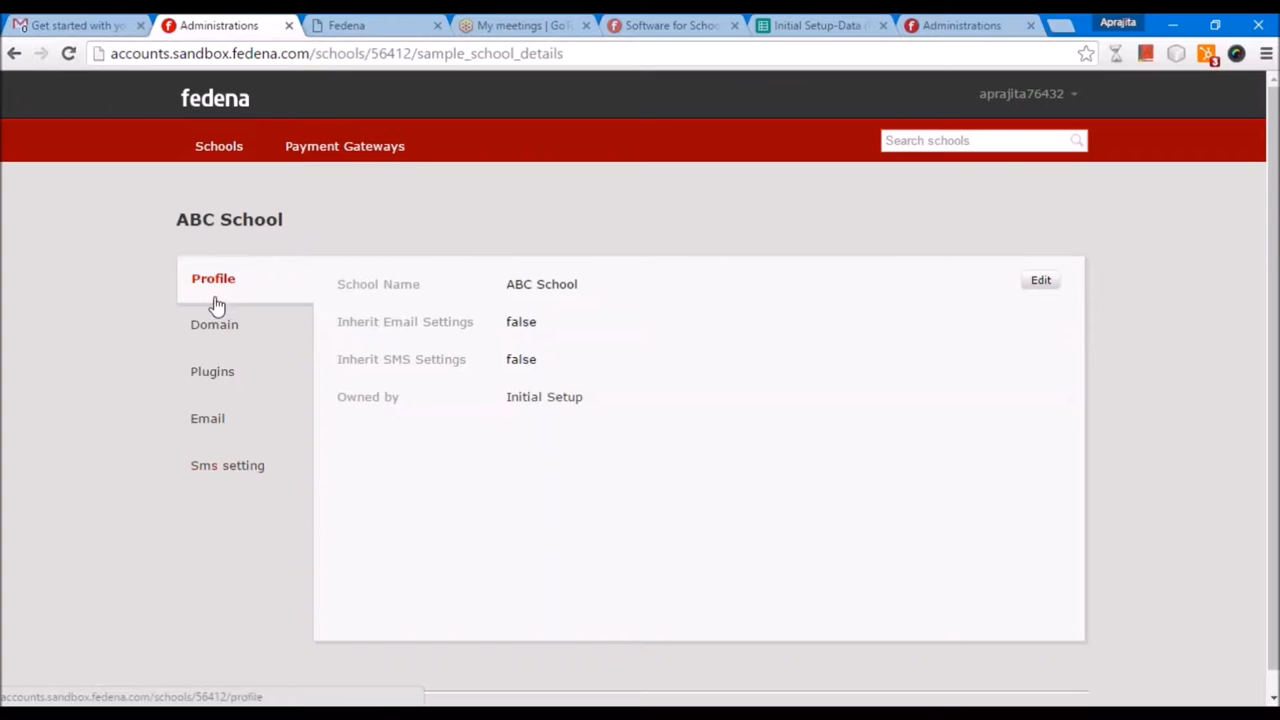 Get started with yo
Administrations
Fedena
My meetings | GoTo
Software for Schoo
Initial Setup-Data (
Administrations
Aprajita
accounts.sandbox.fedena.com/schools/56412/sample_school_details
3
fedena
aprajita76432
Schools
Payment Gateways
Search schools
ABC School
Profile
School Name
ABC School
Edit
Inherit Email Settings
false
Domain
Inherit SMS Settings
false
Plugins
Owned by
Initial Setup
Email
Sms setting
accounts.sandbox.fedena.com/schools/56412/profile